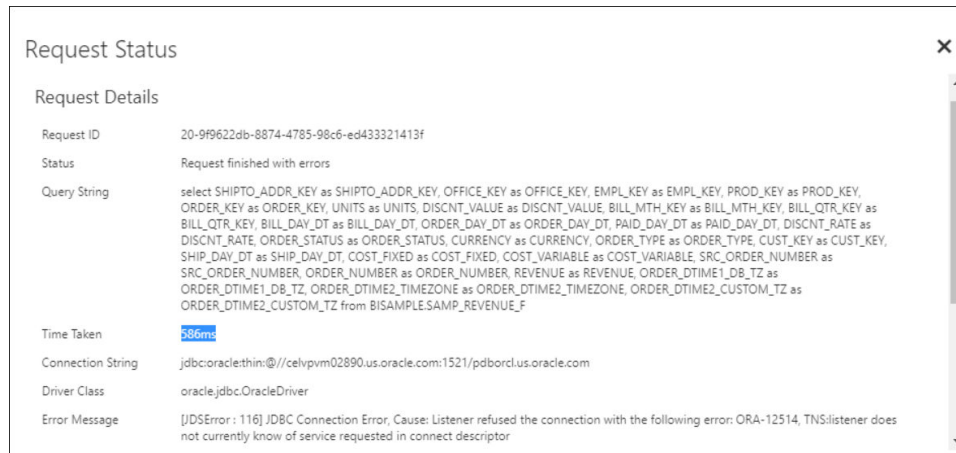 Request Status
Request Details
Request ID 20-9f9622db-8874-4785-98c6-ed433321413f
Status Request finished with errors
Query String select SHIPTO_ADDR_KEY as SHIPTO_ADDR_KEY, OFFICE_KEY as OFFICE_KEY, EMPL_KEY as EMPL_KEY, PROD_KEY as PROD_KEY,
ORDER_KEY as ORDER_KEY, UNITS as UNITS, DISCNT_VALUE as DISCNT_VALUE, BILL_MTH_KEY as BILL_MTH_KEY, BILL_QTR_KEY as
BILL_QTR_KEY, BILL_DAY_DT as BILL_DAY_DT, ORDER_DAY_DT as ORDER_DAY_DT, PAID_DAY_DT as PAID_DAY_DT, DISCNT_RATE as
DISCNT_RATE, ORDER_STATUS as ORDER_STATUS, CURRENCY as CURRENCY, ORDER_TYPE as ORDER_TYPE, CUST_KEY as CUST_KEY,
SHIP_DAY_DT as SHIP_DAY_DT, COST_FIXED as COST_FIXED, COST_VARIABLE as COST_VARIABLE, SRC_ORDER_NUMBER as
SRC_ORDER_NUMBER, ORDER_NUMBER as ORDER_NUMBER, REVENUE as REVENUE, ORDER_DTIME1_DB_TZ as
ORDER_DTIME1_DB_TZ, ORDER_DTIME2_TIMEZONE as ORDER_DTIME2_TIMEZONE, ORDER_DTIME2_CUSTOM_TZ as
ORDER_DTIME2_CUSTOM_TZ from BISAMPLE.SAMP_REVENUE_F
Time Taken 586ms
Connection String jdbc:oracle:thin:@//celvpvm02890.us.oracle.com:1521/pdborcl.us.oracle.com
Driver Class oracle.jdbc.OracleDriver
Error Message [JDSError : 116] JDBC Connection Error, Cause: Listener refused the connection with the following error: ORA-12514, TNS:listener does
not currently know of service requested in connect descriptor